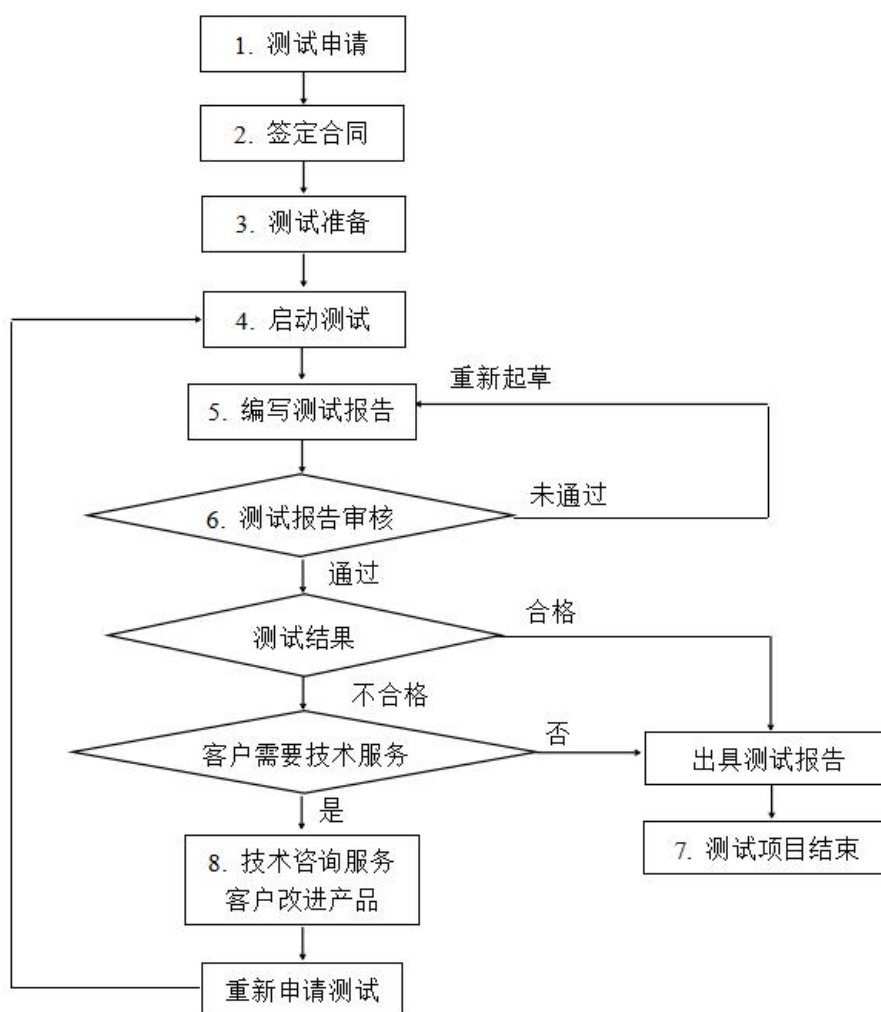 1. 测试申请
2. 签定合同
3. 测试准备
4. 启动测试
重新起草
5. 编写测试报告
未通过
6. 测试报告审核
通过
合格
测试结果
不合格
否
客户需要技术服务
出具测试报告
是
7. 测试项目结束
8. 技术咨询服务
客户改进产品
重新申请测试